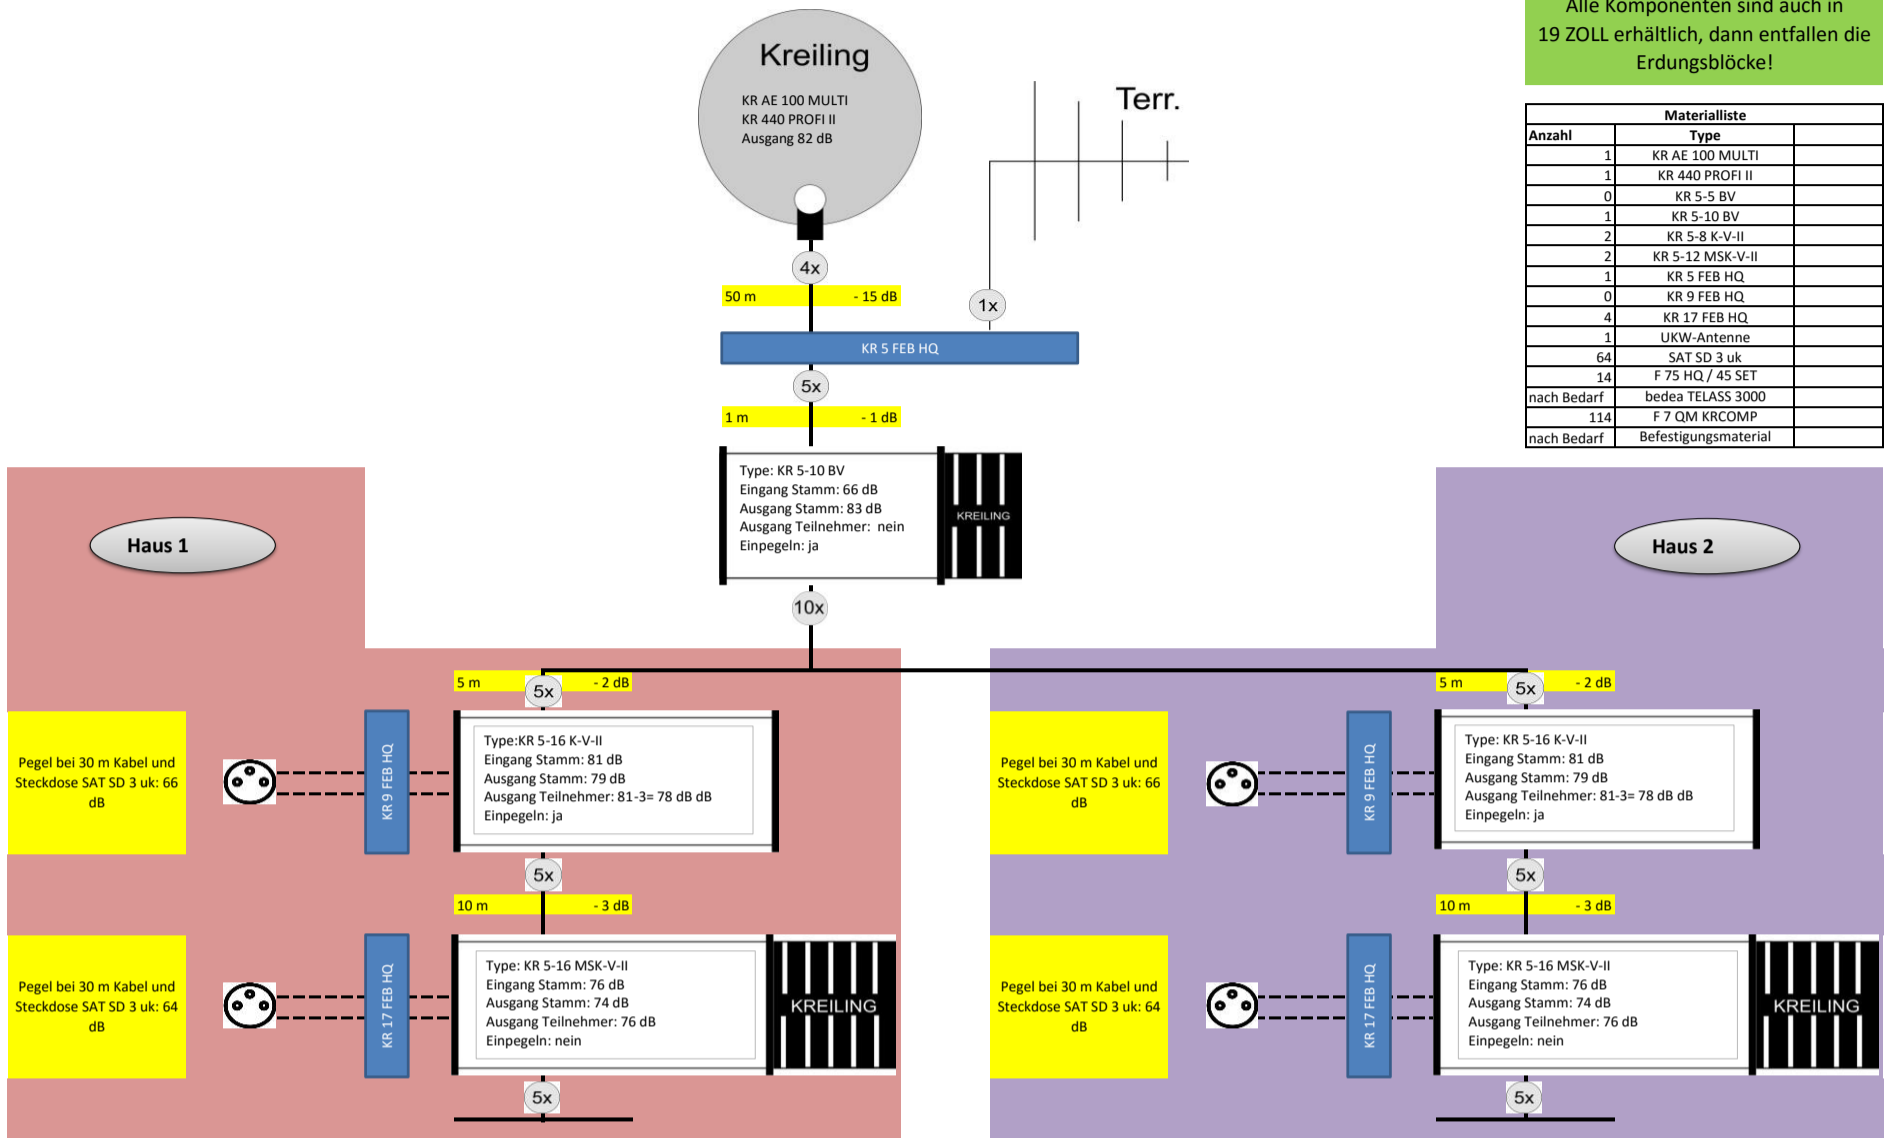 Alle Komponenten sind auch in
19 ZOLL erhältlich, dann entfallen die
Erdungsblöcke!
Kreiling
KR AE 100 MULTI
KR 440 PROFI II
Ausgang 82 dB
Terr.
Materialliste
Anzahl Type
1 KR AE 100 MULTI
1 KR 440 PROFI II
0 KR 5-5 BV
1 KR 5-10 BV
2 KR 5-8 K-V-II
2 KR 5-12 MSK-V-II
1 KR 5 FEB HQ
0 KR 9 FEB HQ
4 KR 17 FEB HQ
1 UKW-Antenne
64 SAT SD 3 uk
14 F 75 HQ / 45 SET
nach Bedarf bedea TELASS 3000
114 F 7 QM KRCOMP
nach Bedarf Befestigungsmaterial
4x
50 m - 15 dB
1x
KR 5 FEB HQ
5x
1 m - 1 dB
Type: KR 5-10 BV
Eingang Stamm: 66 dB
Ausgang Stamm: 83 dB
Ausgang Teilnehmer: nein
Einpegeln: ja
KREILING
10x
Haus 1
5 m 5x - 2 dB
Pegel bei 30 m Kabel und
Steckdose SAT SD 3 uk: 66
dB
KR 9 FEB HQ
Type:KR 5-16 K-V-II
Eingang Stamm: 81 dB
Ausgang Stamm: 79 dB
Ausgang Teilnehmer: 81-3= 78 dB dB
Einpegeln: ja
5x
10 m - 3 dB
Pegel bei 30 m Kabel und
Steckdose SAT SD 3 uk: 64
dB
KR 17 FEB HQ
Type: KR 5-16 MSK-V-II
Eingang Stamm: 76 dB
Ausgang Stamm: 74 dB
Ausgang Teilnehmer: 76 dB
Einpegeln: nein
KREILING
5x
Haus 2
5 m 5x - 2 dB
Pegel bei 30 m Kabel und
Steckdose SAT SD 3 uk: 66
dB
KR 9 FEB HQ
Type: KR 5-16 K-V-II
Eingang Stamm: 81 dB
Ausgang Stamm: 79 dB
Ausgang Teilnehmer: 81-3= 78 dB dB
Einpegeln: ja
5x
10 m - 3 dB
Pegel bei 30 m Kabel und
Steckdose SAT SD 3 uk: 64
dB
KR 17 FEB HQ
Type: KR 5-16 MSK-V-II
Eingang Stamm: 76 dB
Ausgang Stamm: 74 dB
Ausgang Teilnehmer: 76 dB
Einpegeln: nein
KREILING
5x